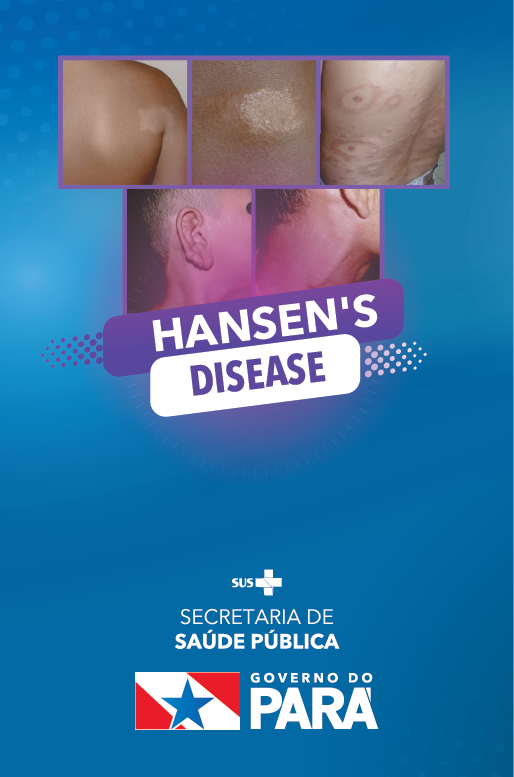 HANSEN'S
DISEASE
SUS
SECRETARIA DE
SAÚDE PÚBLICA
GOVERNO DO
PARÁ